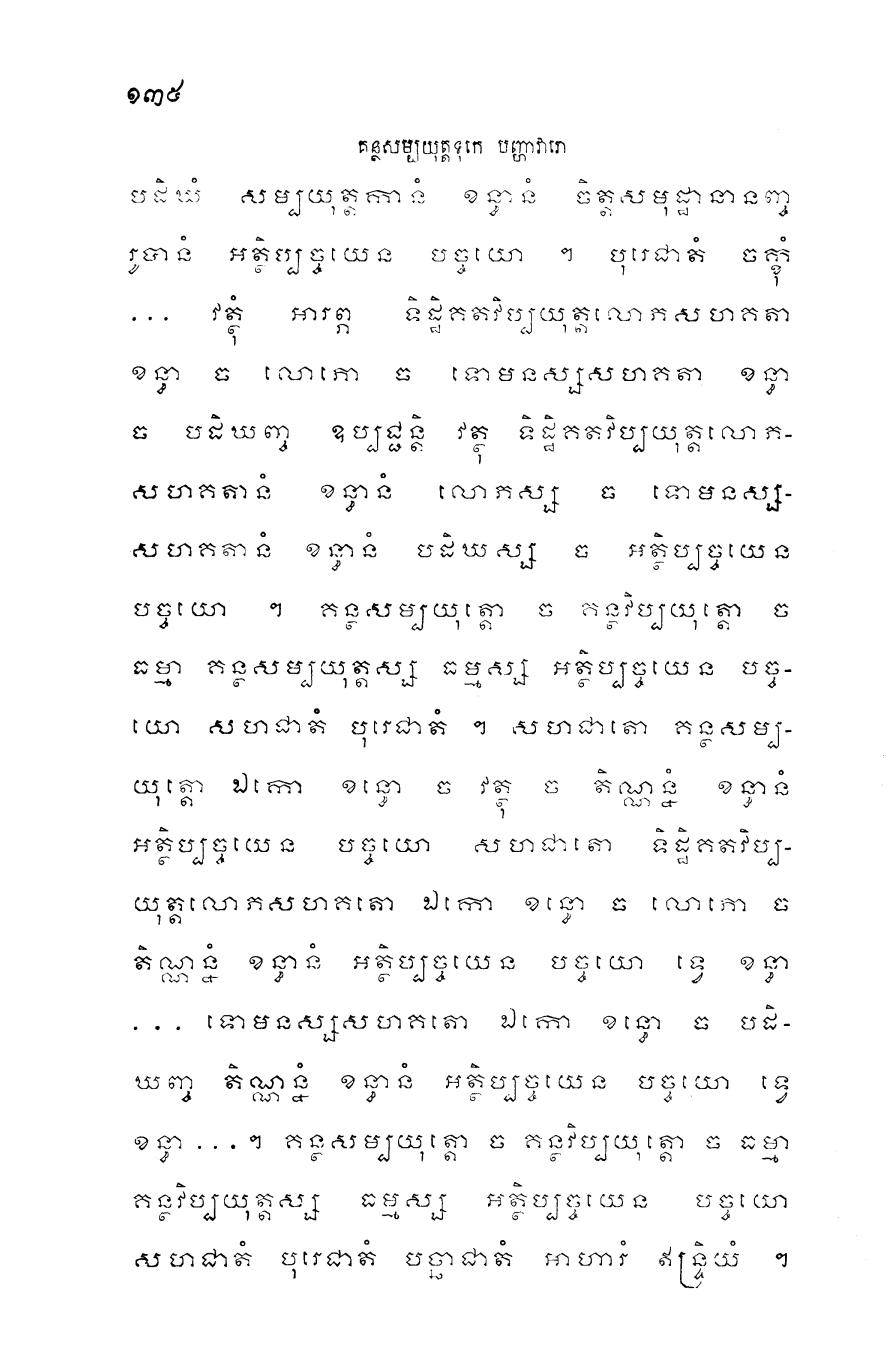 ១៣៥
គន្ថសម្បយុត្តទុកេ បញ្ហាវារោ
បដិឃំ សម្បយុត្តកានំ ខន្ធានំ ចិត្តសមុដ្ឋានានញ្ច
រូបានំ អត្ថិប្បច្ចយេន បច្ចយោ ។ បុរេជាតំ ចក្ខុំ
... វត្ថុំ អារព្ភ ទិដ្ឋិគតវិប្បយុត្តលោភសហគតា
ខន្ធា ច លោភោ ច ទោមនស្សសហគតា ខន្ធា
ច បដិឃញ្ច ឧប្បជ្ជន្តិ វត្ថុ ទិដ្ឋិគតវិប្បយុត្តលោភ-
សហគតានំ ខន្ធានំ លោភស្ស ច ទោមនស្ស-
សហគតានំ ខន្ធានំ បដិឃស្ស ច អត្ថិប្បច្ចយេន
បច្ចយោ ។ គន្ថសម្បយុត្តោ ច គន្ថវិប្បយុត្តោ ច
ធម្មា គន្ថសម្បយុត្តស្ស ធម្មស្ស អត្ថិប្បច្ចយេន បច្ច-
យោ សហជាតំ បុរេជាតំ ។ សហជាតោ គន្ថសម្ប-
យុត្តោ ឯកោ ខន្ធោ ច វត្ថុ ច តិណ្ណន្នំ ខន្ធានំ
អត្ថិប្បច្ចយេន បច្ចយោ សហជាតោ ទិដ្ឋិគតវិប្ប-
យុត្តលោភសហគតោ ឯកោ ខន្ធោ ច លោភោ ច
តិណ្ណន្នំ ខន្ធានំ អត្ថិប្បច្ចយេន បច្ចយោ ទ្វេ ខន្ធា
... ទោមនស្សសហគតោ ឯកោ ខន្ធោ ច បដិ-
ឃញ្ច តិណ្ណន្នំ ខន្ធានំ អត្ថិប្បច្ចយេន បច្ចយោ ទ្វេ
ខន្ធា ... ។ គន្ថសម្បយុត្តោ ច គន្ថវិប្បយុត្តោ ច ធម្មា
គន្ថវិប្បយុត្តស្ស ធម្មស្ស អត្ថិប្បច្ចយេន បច្ចយោ
សហជាតំ បុរេជាតំ បច្ឆាជាតំ អាហារំ ឥន្ទ្រិយំ ។